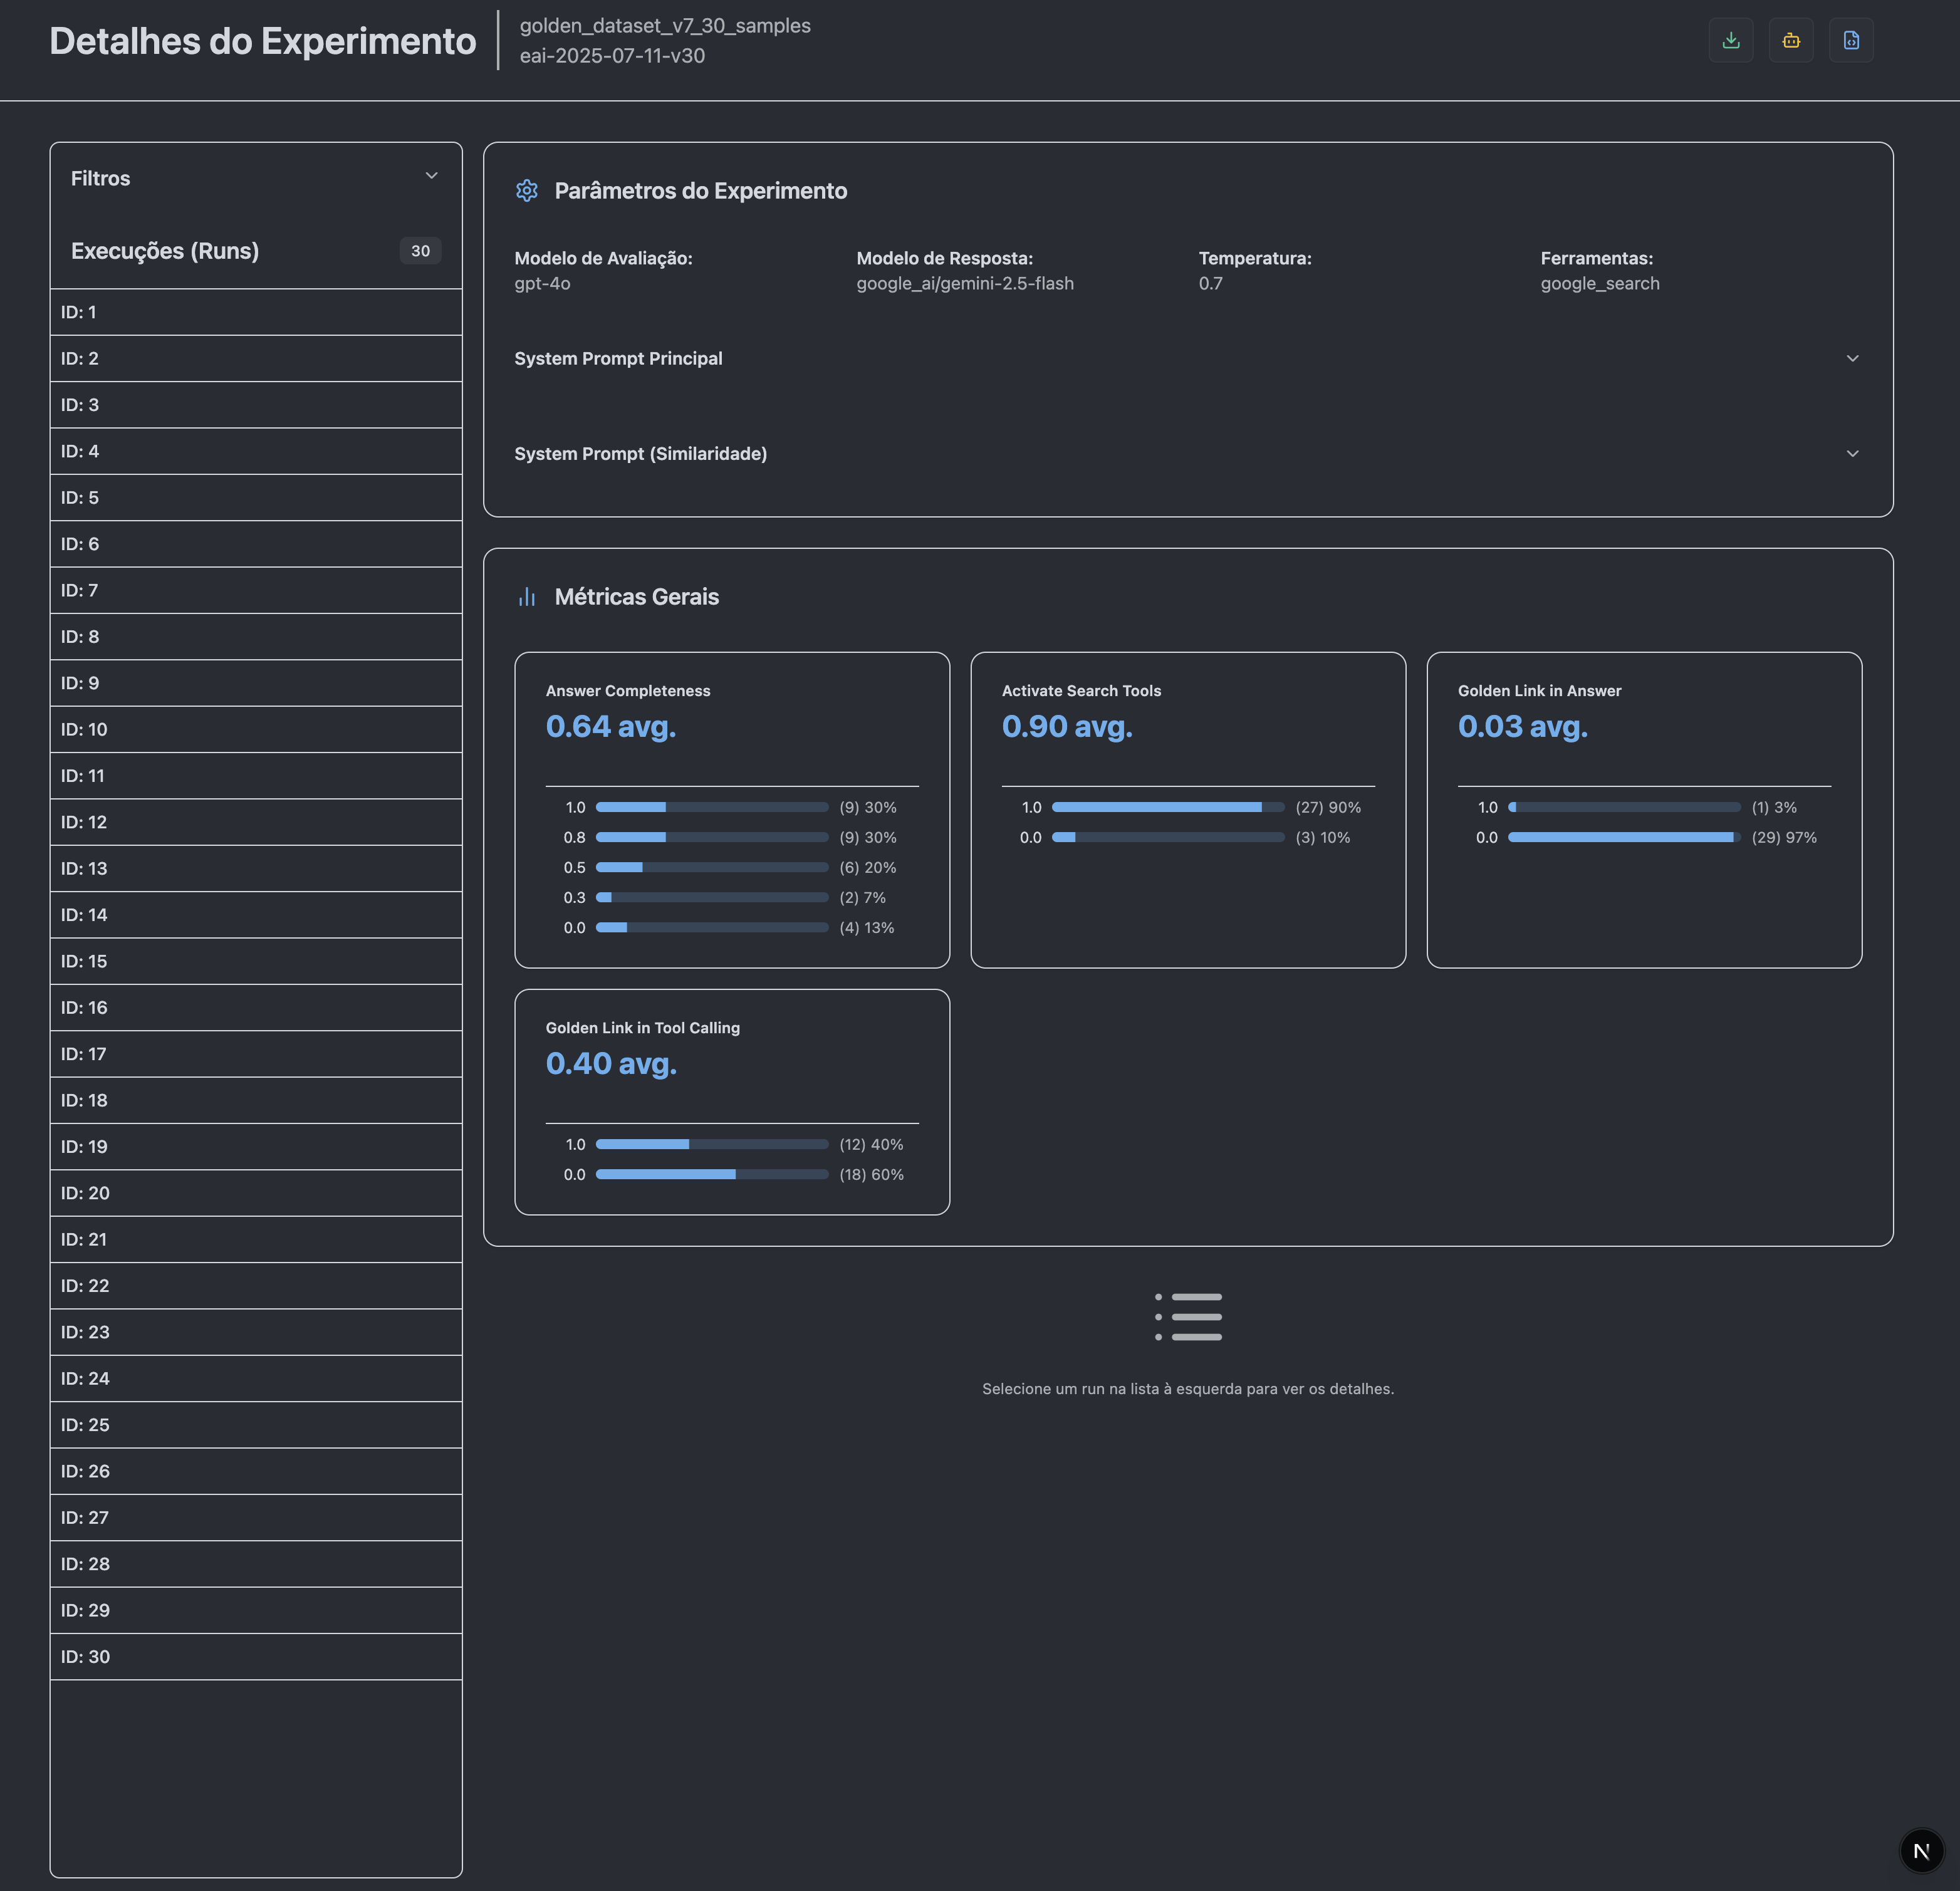 Detalhes do Experimento
golden_dataset_v7_30_samples
eai-2025-07-11-v30
Filtros
Execuções (Runs)
30
ID: 1
ID: 2
ID: 3
ID: 4
ID: 5
ID: 6
ID: 7
ID: 8
ID: 9
ID: 10
ID: 11
ID: 12
ID: 13
ID: 14
ID: 15
ID: 16
ID: 17
ID: 18
ID: 19
ID: 20
ID: 21
ID: 22
ID: 23
ID: 24
ID: 25
ID: 26
ID: 27
ID: 28
ID: 29
ID: 30
Parâmetros do Experimento
Modelo de Avaliação:
gpt-4o
Modelo de Resposta:
google_ai/gemini-2.5-flash
Temperatura:
0.7
Ferramentas:
google_search
System Prompt Principal
System Prompt (Similaridade)
Métricas Gerais
Answer Completeness
0.64 avg.
1.0 (9) 30%
0.8 (9) 30%
0.5 (6) 20%
0.3 (2) 7%
0.0 (4) 13%
Activate Search Tools
0.90 avg.
1.0 (27) 90%
0.0 (3) 10%
Golden Link in Answer
0.03 avg.
1.0 (1) 3%
0.0 (29) 97%
Golden Link in Tool Calling
0.40 avg.
1.0 (12) 40%
0.0 (18) 60%
Selecione um run na lista à esquerda para ver os detalhes.
N